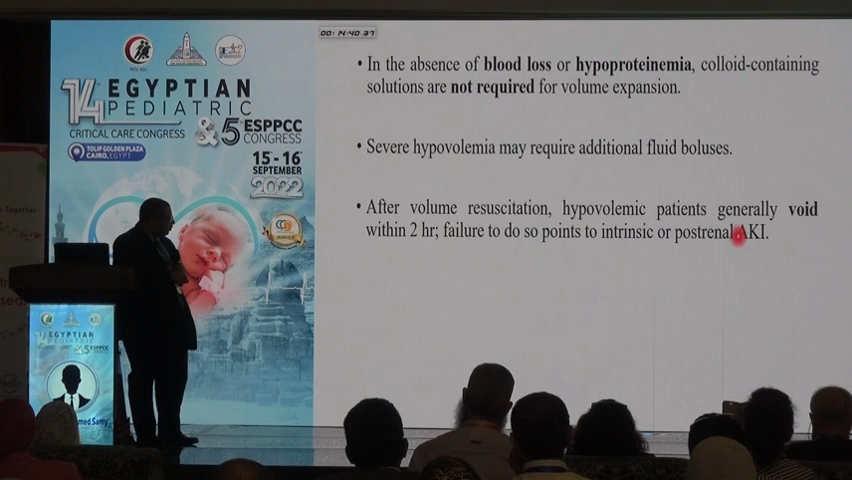 00: 14:40.37
• In the absence of blood loss or hypoproteinemia, colloid-containing
solutions are not required for volume expansion.
• Severe hypovolemia may require additional fluid boluses.
• After volume resuscitation, hypovolemic patients generally void
within 2 hr; failure to do so points to intrinsic or postrenal AKI.
14 EGYPTIAN
PEDIATRIC
CRITICAL CARE CONGRESS
& 5 ESPPCC
CONGRESS
TOLIP GOLDEN PLAZA
CAIRO, EGYPT
15 - 16
SEPTEMBER
2022
EGYPTIAN
PEDIATRIC